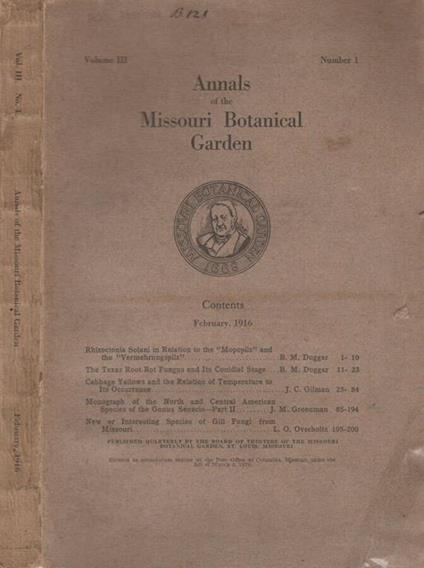 B 121
Vol. III No. 1
Annals of the Missouri Botanical Garden
February, 1916
Volume III Number 1
Annals
of the
Missouri Botanical
Garden
MISSOURI BOTANICAL GARDEN
Contents
February, 1916
Rhizoctonia Solani in Relation to the "Mopopilz" and
the "Vermehrungspilz" B. M. Duggar 1- 10
The Texas Root Rot Fungus and Its Conidial Stage B. M. Duggar 11- 23
Cabbage Yellows and the Relation of Temperature to
Its Occurrence J. C. Gilman 25- 84
Monograph of the North and Central American
Species of the Genus Senecio—Part II J. M. Greenman 85-194
New or Interesting Species of Gill Fungi from
Missouri L. O. Overholts 195-200
PUBLISHED QUARTERLY BY THE BOARD OF TRUSTEES OF THE MISSOURI
BOTANICAL GARDEN, ST. LOUIS, MISSOURI